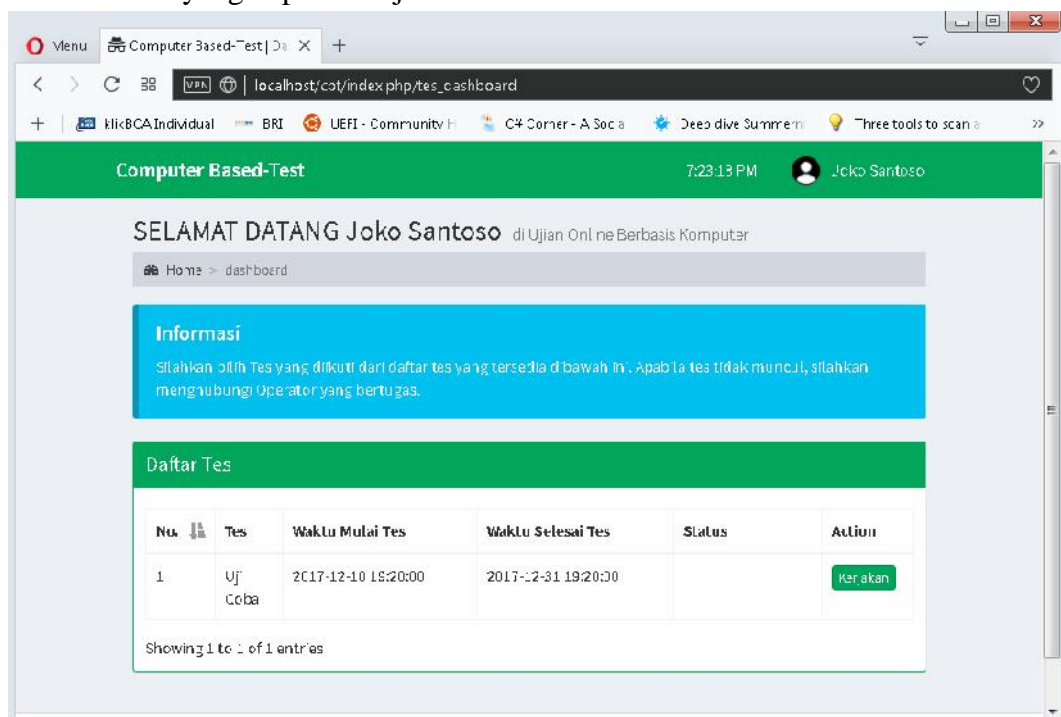 Menu Computer Based-Test | Da
VPN localhost/cbt/index.php/tes_dashboard
klikBCA Individual BRI UEFI - Community H C# Corner - A Socia Deep dive Summer Three tools to scan a
Computer Based-Test 7:23:13 PM Joko Santoso
SELAMAT DATANG Joko Santoso di Ujian Online Berbasis Komputer
Home > dashboard
Informasi
Silahkan pilih Tes yang diikuti dari daftar tes yang tersedia dibawah ini. Apabila tes tidak muncul, silahkan
menghubungi Operator yang bertugas.
Daftar Tes
No. Tes Waktu Mulai Tes Waktu Selesai Tes Status Action
1 Uji 2017-12-10 19:20:00 2017-12-31 19:20:00 Kerjakan
Coba
Showing 1 to 1 of 1 entries